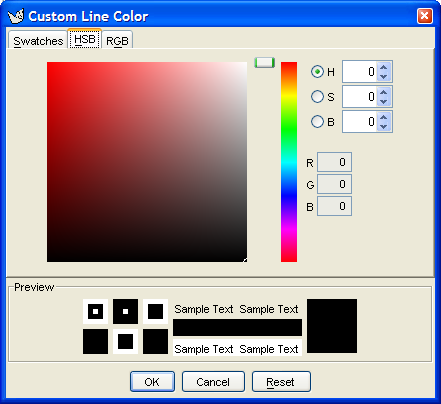 Custom Line Color
Swatches HSB RGB
H 0
S 0
B 0
R 0
G 0
B 0
Preview
Sample Text Sample Text
Sample Text Sample Text
OK Cancel Reset